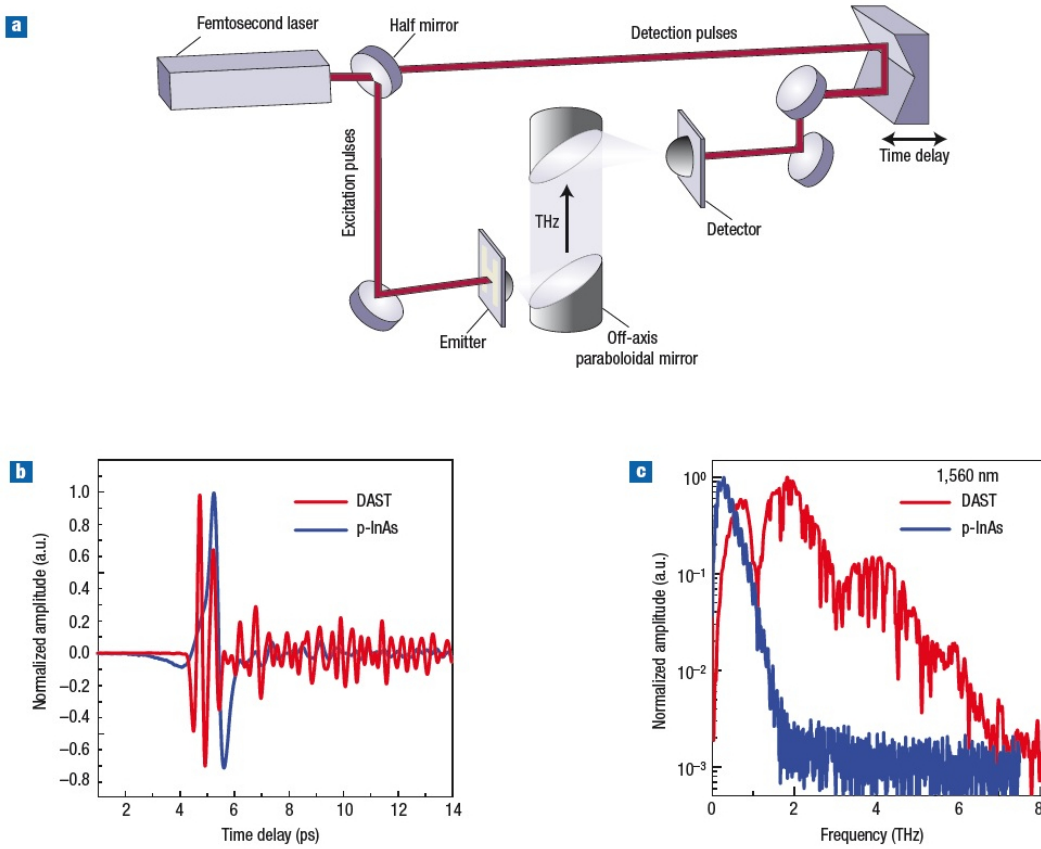 a
Femtosecond laser
Half mirror
Detection pulses
Excitation pulses
Time delay
THz
Detector
Emitter
Off-axis
paraboloidal mirror
b
Normalized amplitude (a.u.)
1.0
0.8
0.6
0.4
0.2
0.0
–0.2
–0.4
–0.6
–0.8
DAST
p-InAs
2
4
6
8
10
12
14
Time delay (ps)
c
Normalized amplitude (a.u.)
10⁰
10⁻¹
10⁻²
10⁻³
1,560 nm
DAST
p-InAs
0
2
4
6
8
Frequency (THz)